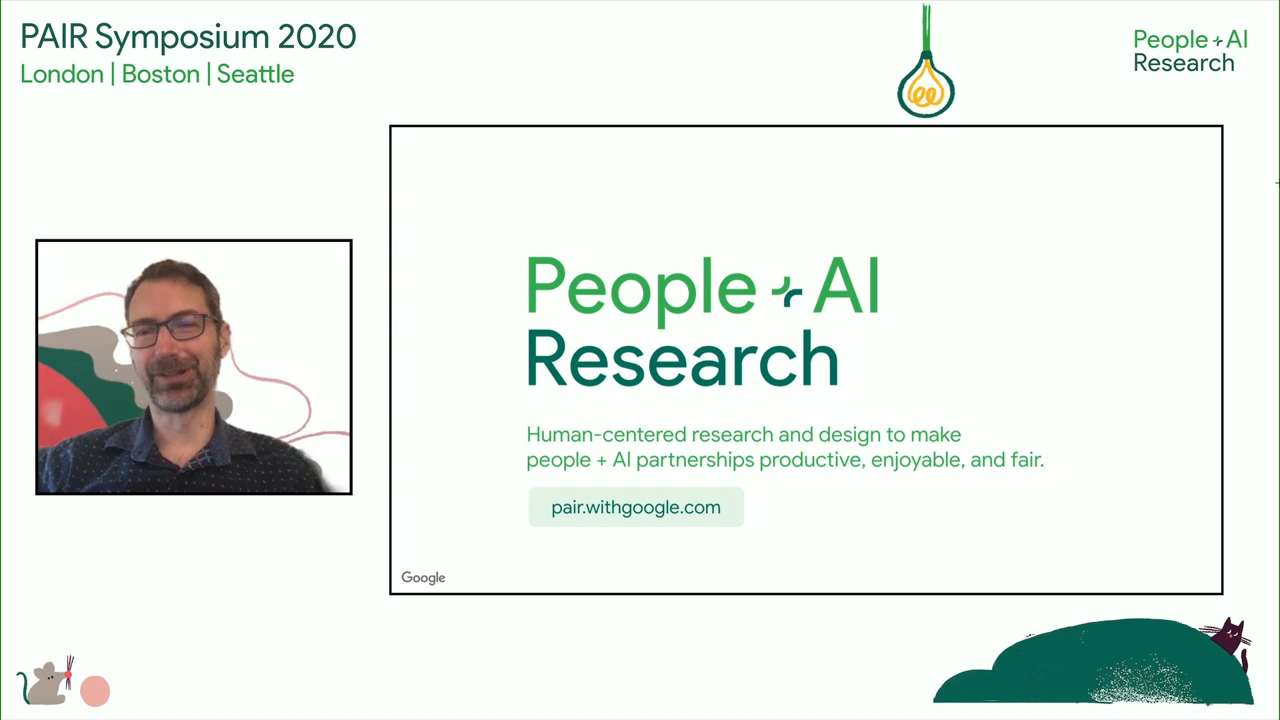 PAIR Symposium 2020
London | Boston | Seattle
People + AI
Research
People + AI
Research
Human-centered research and design to make
people + AI partnerships productive, enjoyable, and fair.
pair.withgoogle.com
Google